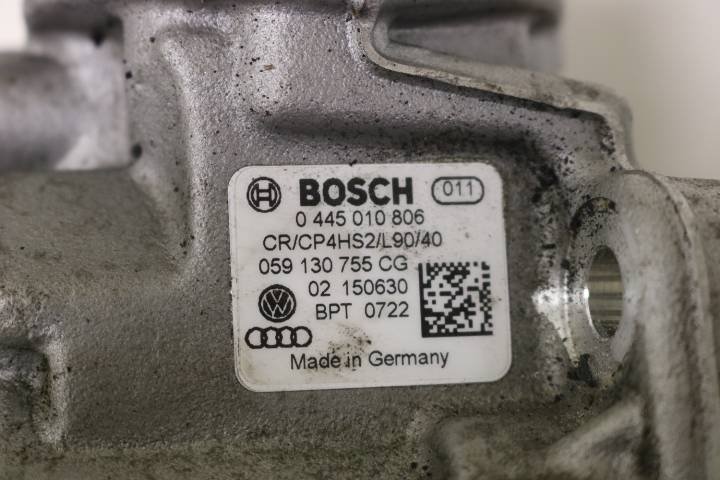 BOSCH 011
0 445 010 806
CR/CP4HS2/L90/40
059 130 755 CG
02 150630
BPT 0722
Made in Germany